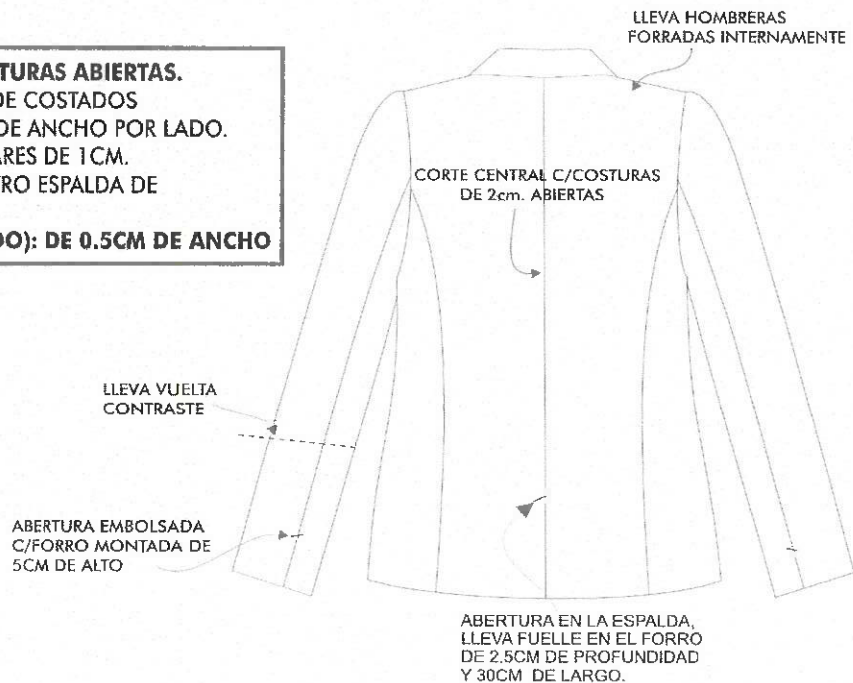 TURAS ABIERTAS.
DE COSTADOS
DE ANCHO POR LADO.
ARES DE 1CM.
TRO ESPALDA DE
DO): DE 0.5CM DE ANCHO
LLEVA HOMBRERAS
FORRADAS INTERNAMENTE
CORTE CENTRAL C/COSTURAS
DE 2cm. ABIERTAS
LLEVA VUELTA
CONTRASTE
ABERTURA EMBOLSADA
C/FORRO MONTADA DE
5CM DE ALTO
ABERTURA EN LA ESPALDA,
LLEVA FUELLE EN EL FORRO
DE 2.5CM DE PROFUNDIDAD
Y 30CM DE LARGO.